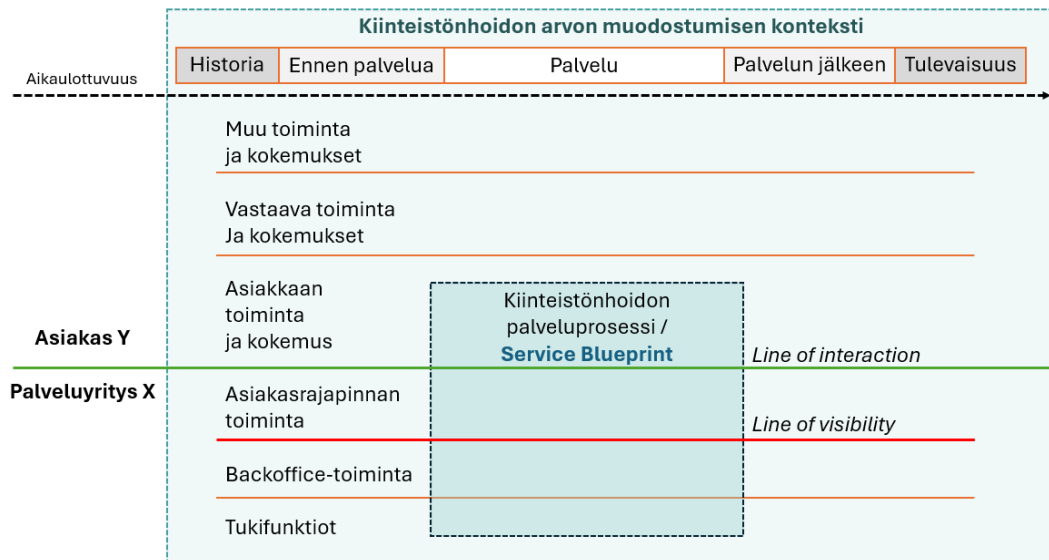 Kiinteistönhoidon arvon muodostumisen konteksti
Aikaulottuvuus
Historia
Ennen palvelua
Palvelu
Palvelun jälkeen
Tulevaisuus
Muu toiminta
ja kokemukset
Vastaava toiminta
Ja kokemukset
Asiakkaan
toiminta
ja kokemus
Kiinteistönhoidon
palveluprosessi /
Service Blueprint
Asiakas Y
Line of interaction
Palveluyritys X
Asiakasrajapinnan
toiminta
Line of visibility
Backoffice-toiminta
Tukifunktiot